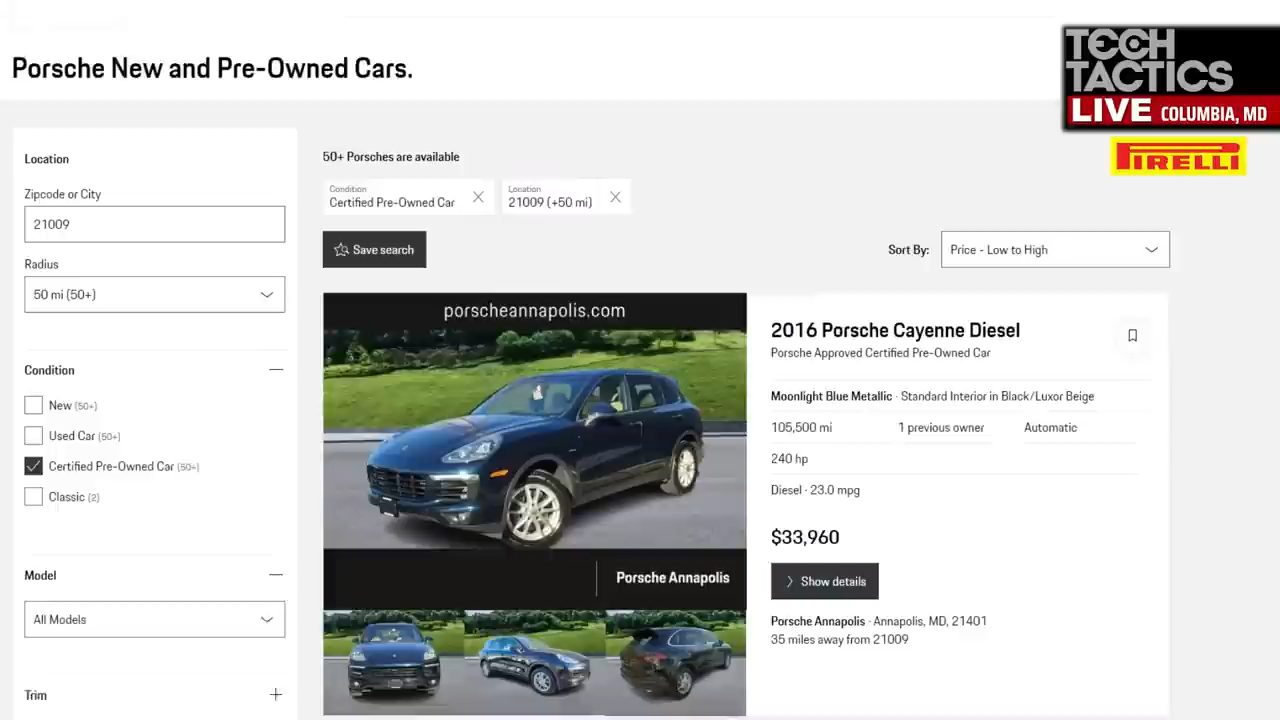 Porsche New and Pre-Owned Cars.
TECH
TACTICS
LIVE COLUMBIA, MD
PIRELLI
Location
Zipcode or City
21009
Radius
50 mi (50+)
Condition
New (50+)
Used Car (50+)
Certified Pre-Owned Car (50+)
Classic (2)
Model
All Models
Trim
50+ Porsches are available
Condition
Certified Pre-Owned Car
Location
21009 (+50 mi)
Save search
Sort By:
Price - Low to High
porscheannapolis.com
Porsche Annapolis
2016 Porsche Cayenne Diesel
Porsche Approved Certified Pre-Owned Car
Moonlight Blue Metallic · Standard Interior in Black/Luxor Beige
105,500 mi
1 previous owner
Automatic
240 hp
Diesel · 23.0 mpg
$33,960
Show details
Porsche Annapolis · Annapolis, MD, 21401
35 miles away from 21009